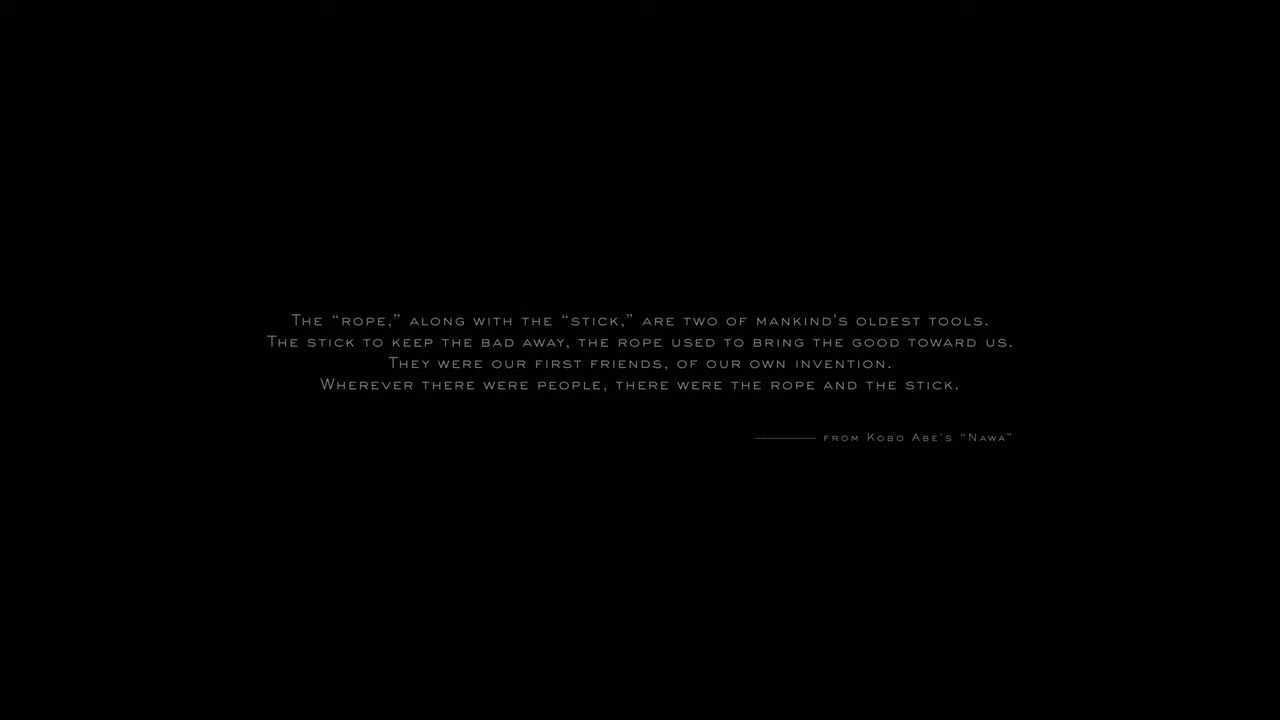 The “rope,” along with the “stick,” are two of mankind's oldest tools.
The stick to keep the bad away, the rope used to bring the good toward us.
They were our first friends, of our own invention.
Wherever there were people, there were the rope and the stick.
from Kobo Abe's “Nawa”